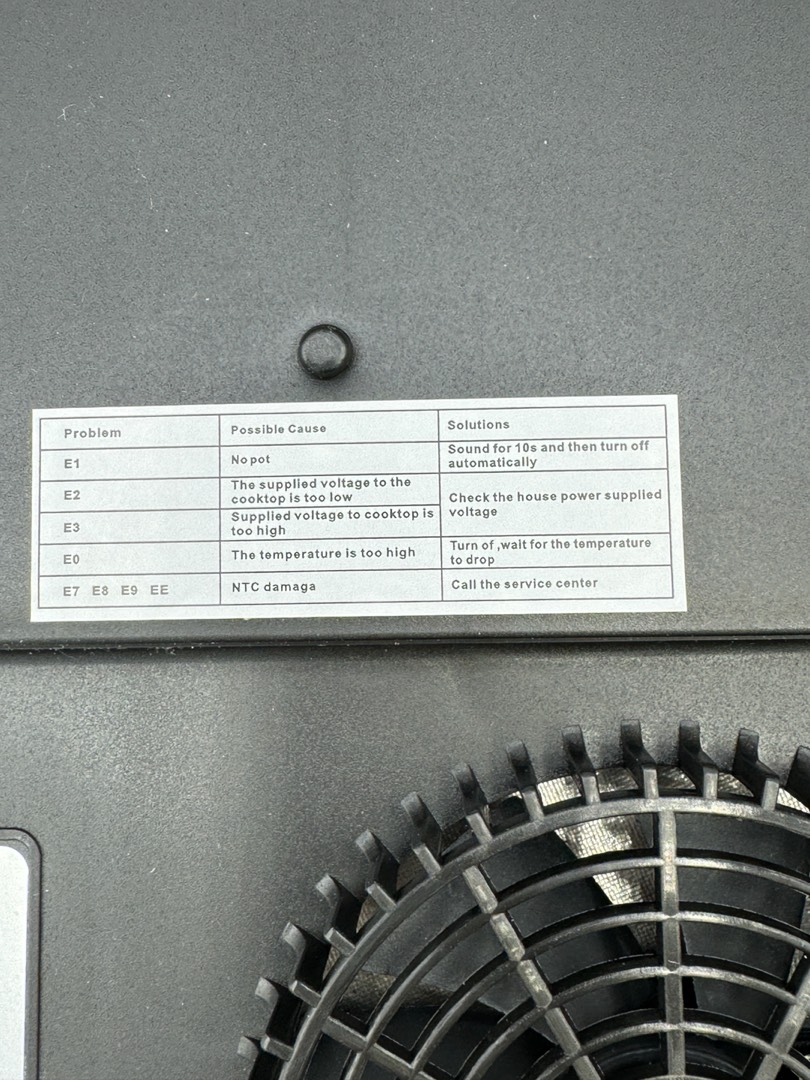 Problem Possible Cause Solutions
E1 No pot Sound for 10s and then turn off
automatically
E2 The supplied voltage to the
cooktop is too low
Check the house power supplied
voltage
E3 Supplied voltage to cooktop is
too high
E0 The temperature is too high Turn of ,wait for the temperature
to drop
E7 E8 E9 EE NTC damaga Call the service center